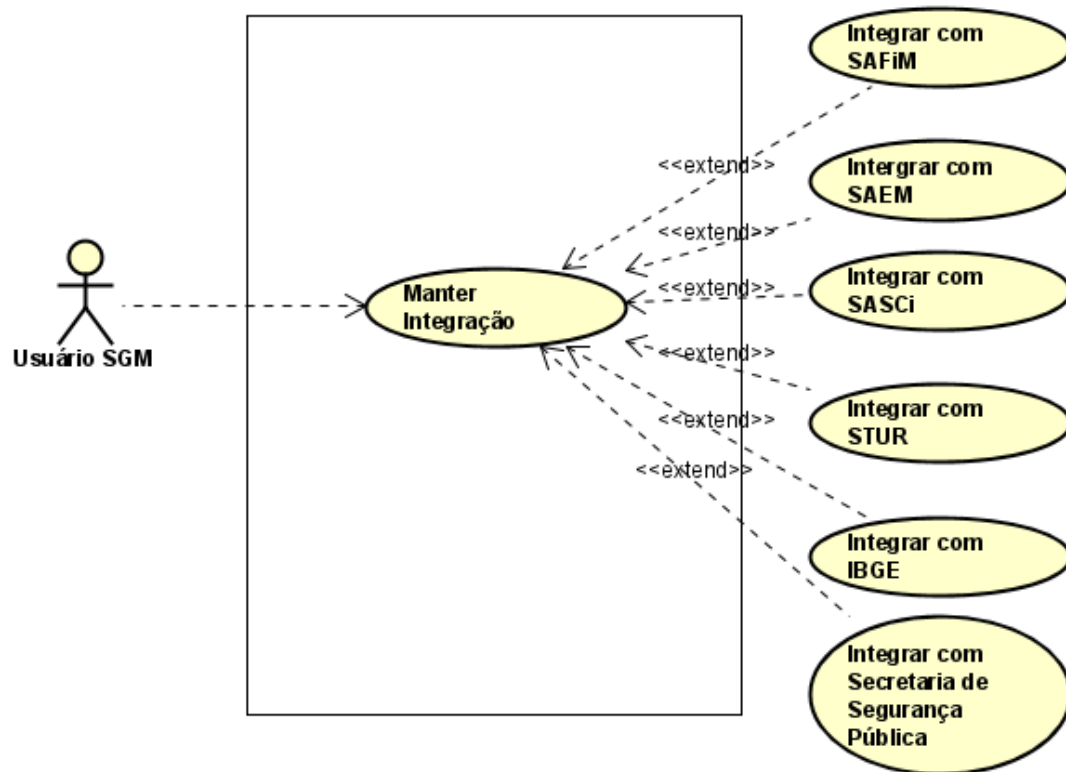 Integrar com
SAFiM
<<extend>>
Intergrar com
SAEM
<<extend>>
Integrar com
SASCi
<<extend>>
Manter
Integração
Usuário SGM
<<extend>>
Integrar com
STUR
<<extend>>
<<extend>>
Integrar com
IBGE
Integrar com
Secretaria de
Segurança
Pública